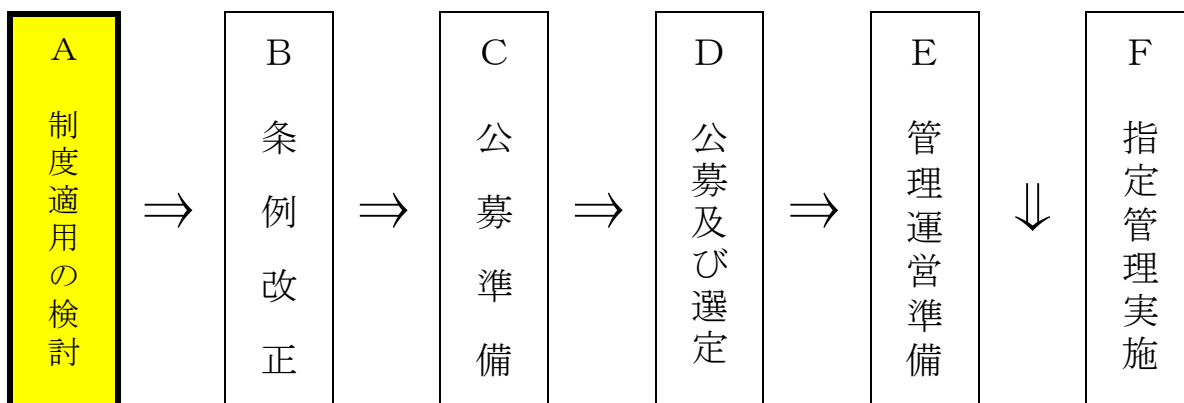 A 制度適用の検討
⇒
B 条例改正
⇒
C 公募準備
⇒
D 公募及び選定
⇒
E 管理運営準備
⇓
F 指定管理実施